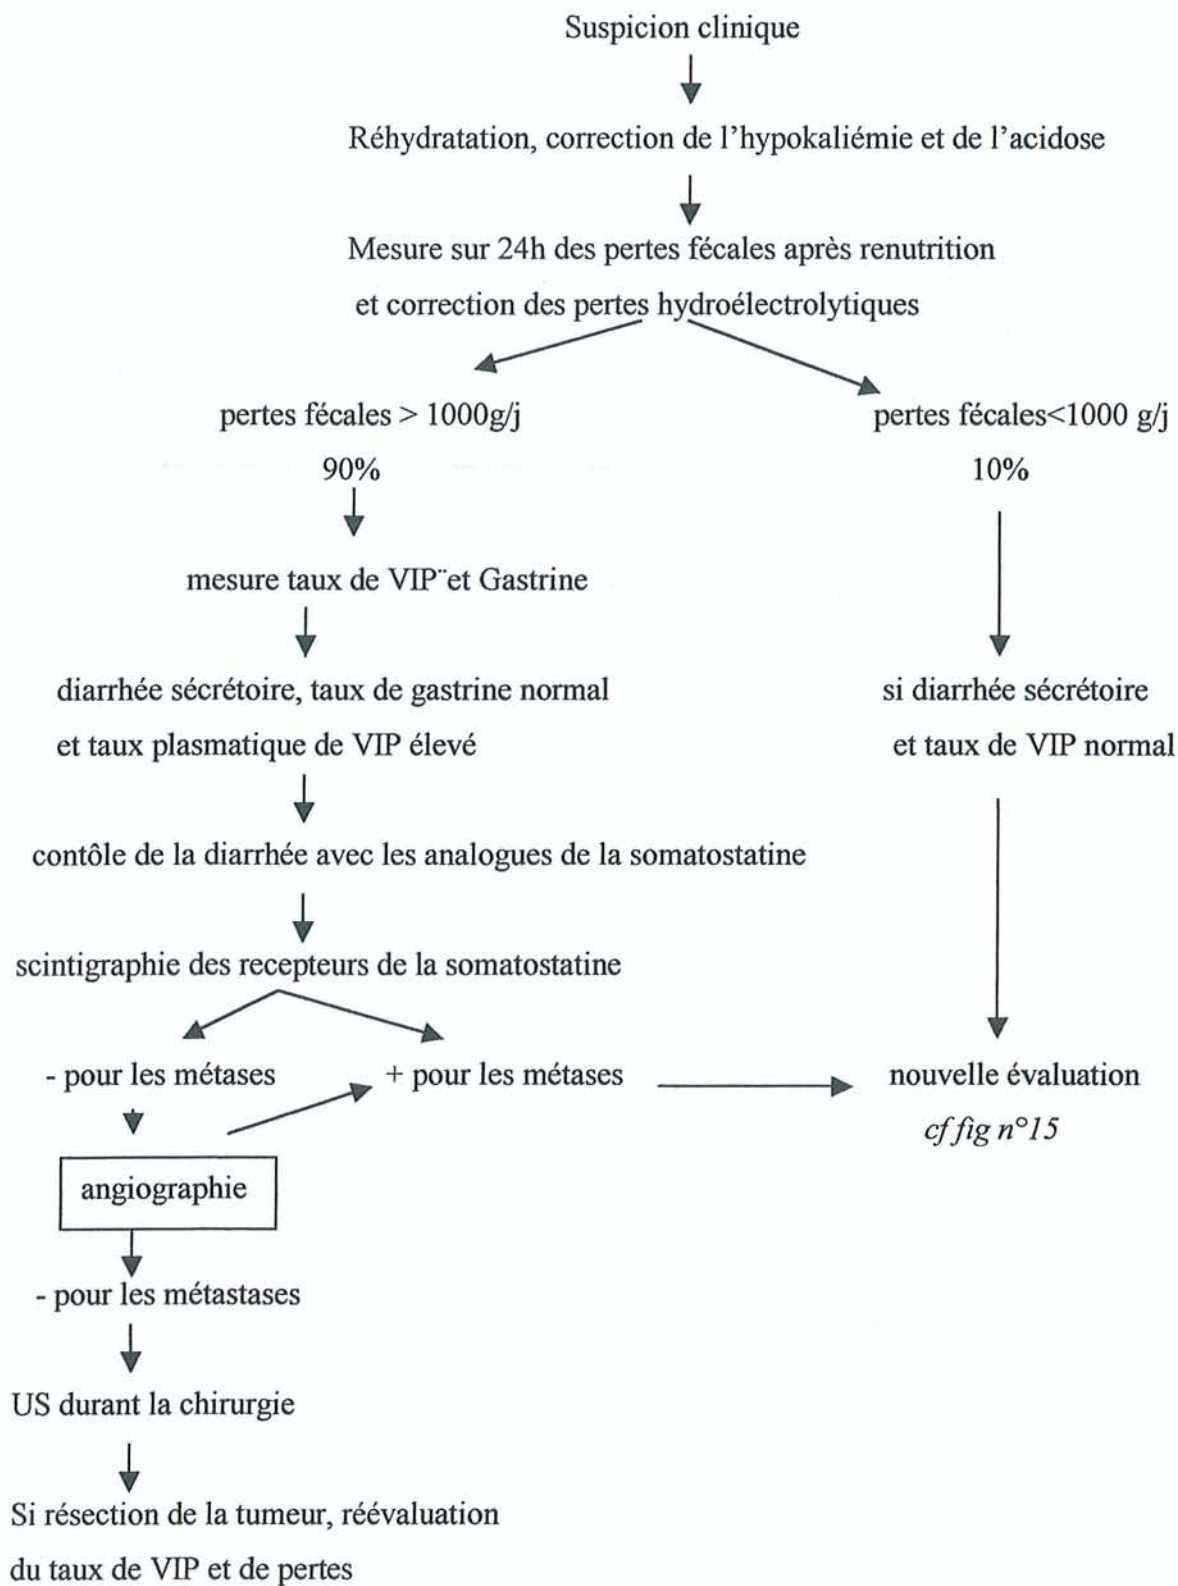 Suspicion clinique
Réhydratation, correction de l'hypokaliémie et de l'acidose
Mesure sur 24h des pertes fécales après renutrition
et correction des pertes hydroélectrolytiques
pertes fécales > 1000g/j
90%
pertes fécales<1000 g/j
10%
mesure taux de VIP¨et Gastrine
diarrhée sécrétoire, taux de gastrine normal
et taux plasmatique de VIP élevé
si diarrhée sécrétoire
et taux de VIP normal
contôle de la diarrhée avec les analogues de la somatostatine
scintigraphie des recepteurs de la somatostatine
- pour les métases
+ pour les métases
nouvelle évaluation
cf fig n°15
angiographie
- pour les métastases
US durant la chirurgie
Si résection de la tumeur, réévaluation
du taux de VIP et de pertes